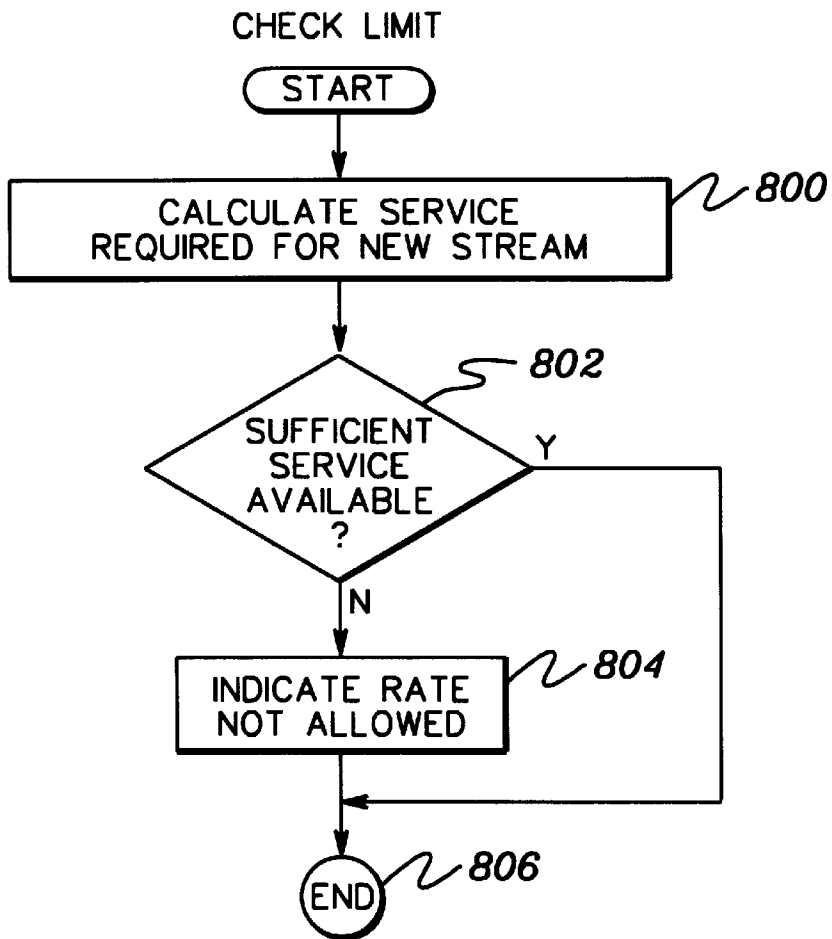 CHECK LIMIT
START
CALCULATE SERVICE
REQUIRED FOR NEW STREAM
800
SUFFICIENT
SERVICE
AVAILABLE
?
802
Y
N
INDICATE RATE
NOT ALLOWED
804
END
806